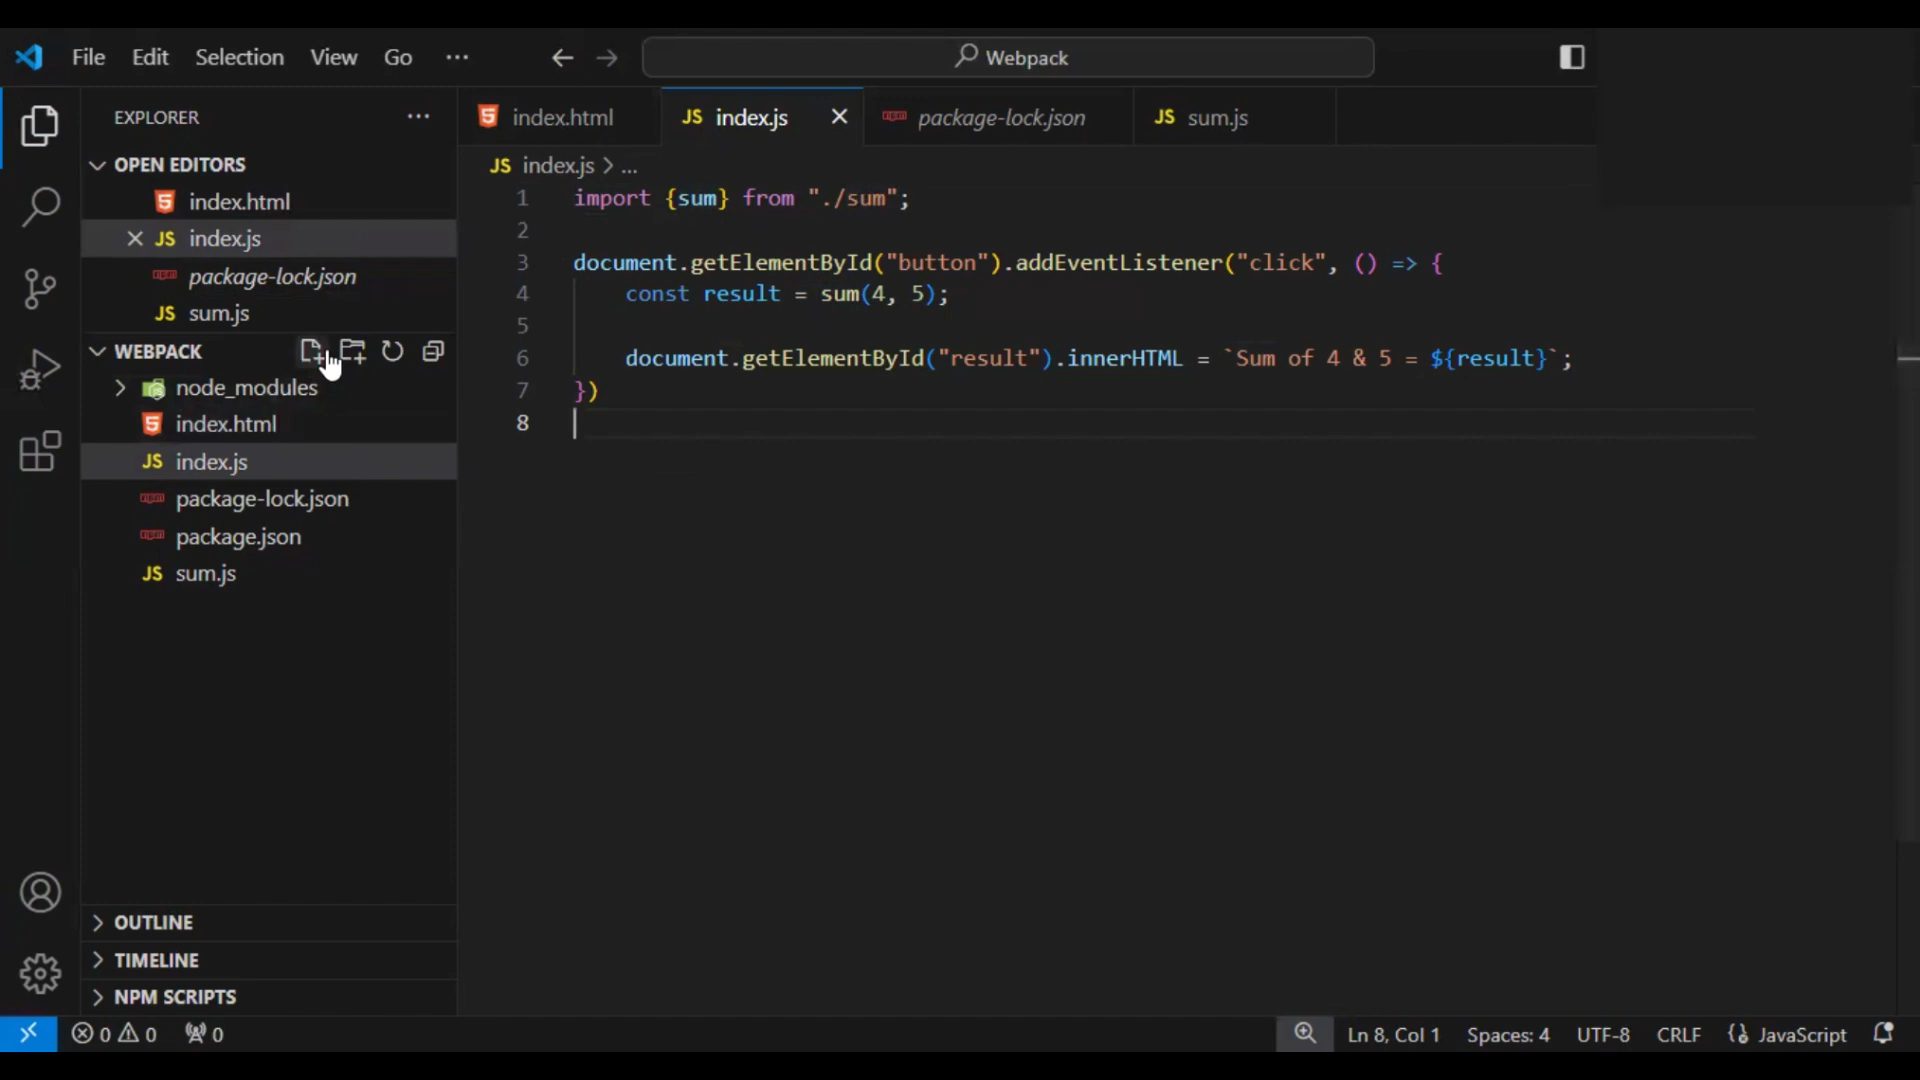 File Edit Selection View Go ··· Webpack
EXPLORER ···
OPEN EDITORS
index.html
JS index.js
package-lock.json
JS sum.js
WEBPACK
node_modules
index.html
JS index.js
package-lock.json
package.json
JS sum.js
OUTLINE
TIMELINE
NPM SCRIPTS
index.html JS index.js package-lock.json JS sum.js
JS index.js > ...
1 import {sum} from "./sum";
2
3 document.getElementById("button").addEventListener("click", () => {
4 const result = sum(4, 5);
5
6 document.getElementById("result").innerHTML = `Sum of 4 & 5 = ${result}`;
7 })
8
0 0 0 Ln 8, Col 1 Spaces: 4 UTF-8 CRLF JavaScript